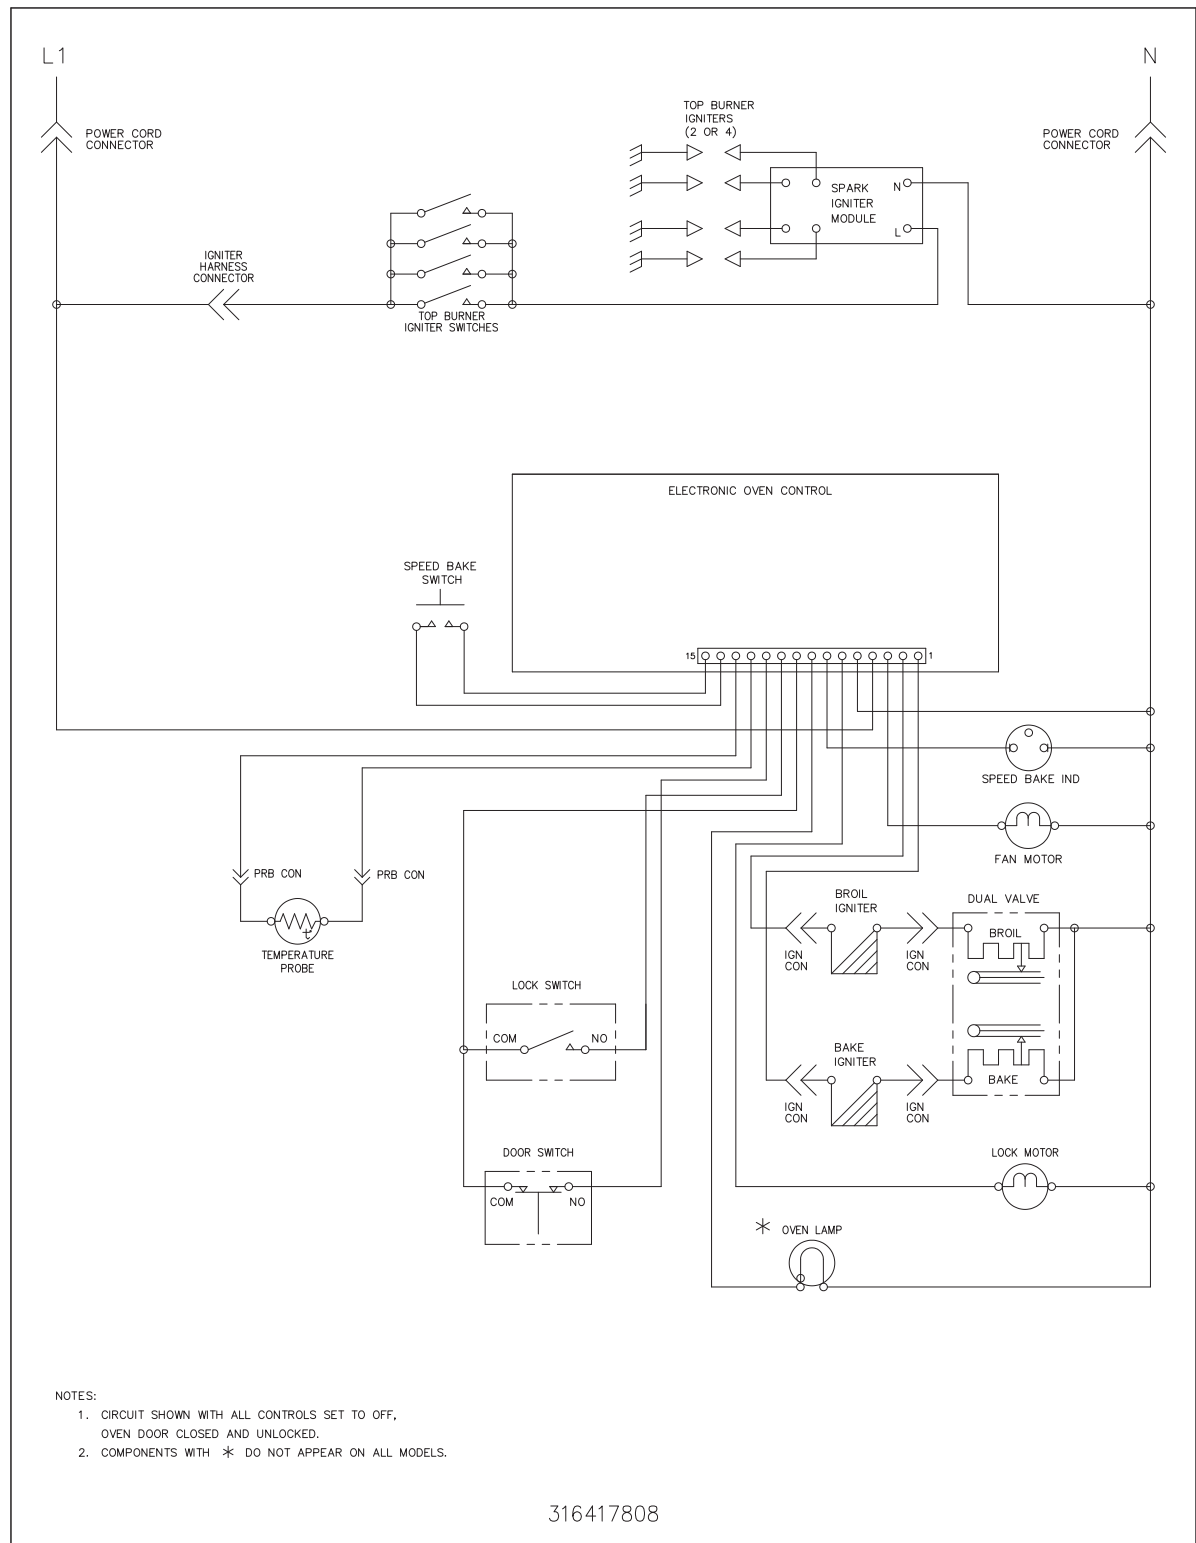 L1
N
POWER CORD
CONNECTOR
TOP BURNER
IGNITERS
(2 OR 4)
POWER CORD
CONNECTOR
SPARK
IGNITER
MODULE
N
L
IGNITER
HARNESS
CONNECTOR
TOP BURNER
IGNITER SWITCHES
ELECTRONIC OVEN CONTROL
SPEED BAKE
SWITCH
15
1
SPEED BAKE IND
FAN MOTOR
PRB CON
PRB CON
TEMPERATURE
PROBE
t
BROIL
IGNITER
DUAL VALVE
BROIL
IGN
CON
IGN
CON
LOCK SWITCH
COM
NO
BAKE
IGNITER
BAKE
IGN
CON
IGN
CON
DOOR SWITCH
COM
NO
LOCK MOTOR
* OVEN LAMP
NOTES:
1. CIRCUIT SHOWN WITH ALL CONTROLS SET TO OFF,
OVEN DOOR CLOSED AND UNLOCKED.
2. COMPONENTS WITH * DO NOT APPEAR ON ALL MODELS.
316417808